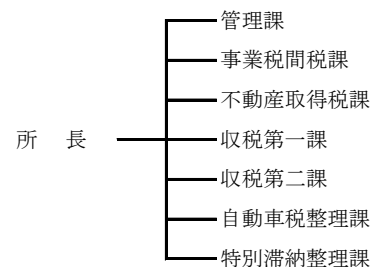 管理課
事業税間税課
不動産取得税課
所　長
収税第一課
収税第二課
自動車税整理課
特別滞納整理課